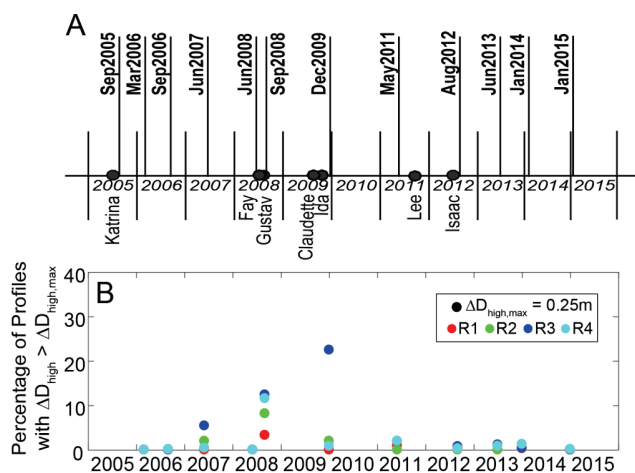 A
Sep2005 Mar2006 Sep2006 Jun2007 Jun2008 Sep2008 Dec2009 May2011 Aug2012 Jun2013 Jan2014 Jan2015
2005 2006 2007 2008 2009 2010 2011 2012 2013 2014 2015
Katrina Fay Gustav Claudette Ida Lee Isaac
B
Percentage of Profiles
with ΔD_high > ΔD_high,max
40
30
20
10
0
ΔD_high,max = 0.25m
R1 R2 R3 R4
2005 2006 2007 2008 2009 2010 2011 2012 2013 2014 2015